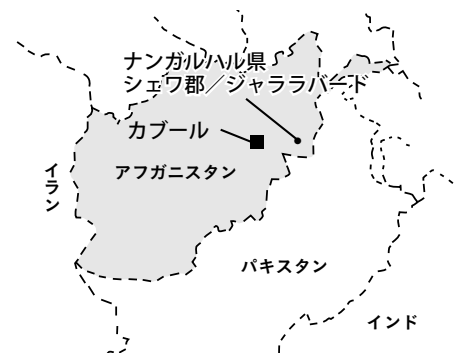 ナンガルハル県
シェワ郡／ジャララバード
カブール
アフガニスタン
イラン
パキスタン
インド